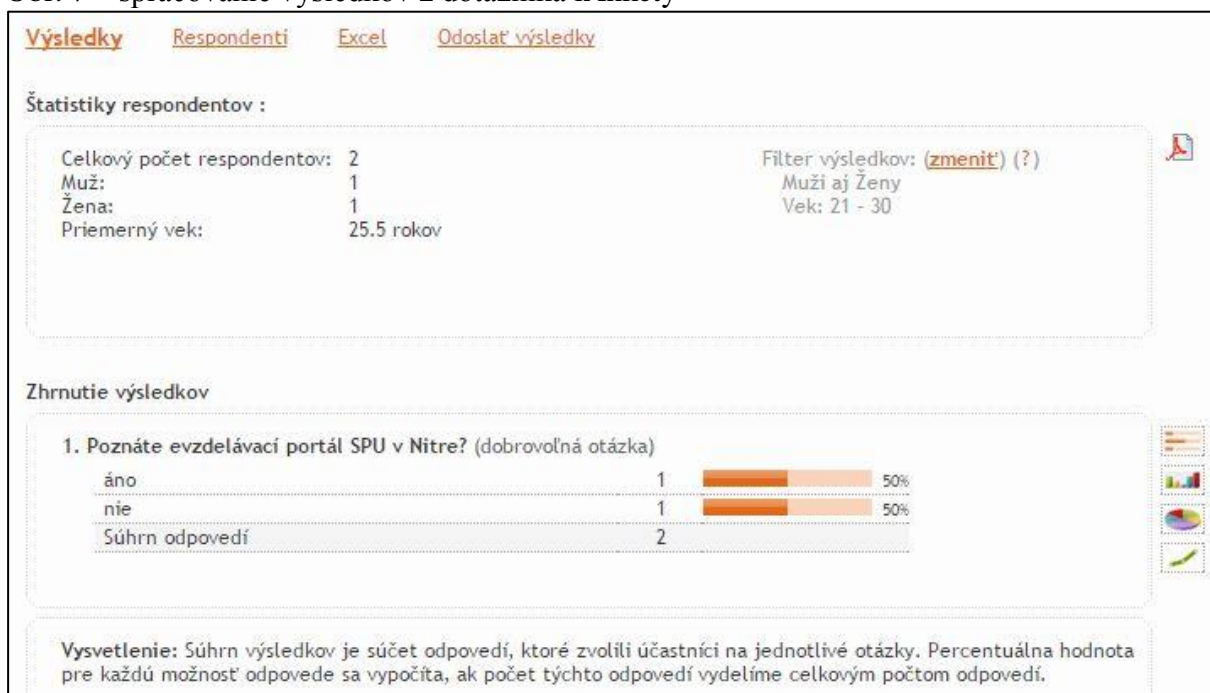 Výsledky Respondenti Excel Odoslať výsledky
Štatistiky respondentov :
Celkový počet respondentov: 2
Muž: 1
Žena: 1
Priemerný vek: 25.5 rokov
Filter výsledkov: (zmeniť) (?)
Muži aj Ženy
Vek: 21 - 30
Zhrnutie výsledkov
1. Poznáte evzdelávací portál SPU v Nitre? (dobrovoľná otázka)
áno 1 50%
nie 1 50%
Súhrn odpovedí 2
Vysvetlenie: Súhrn výsledkov je súčet odpovedí, ktoré zvolili účastníci na jednotlivé otázky. Percentuálna hodnota
pre každú možnosť odpovede sa vypočíta, ak počet týchto odpovedí vydelíme celkovým počtom odpovedí.